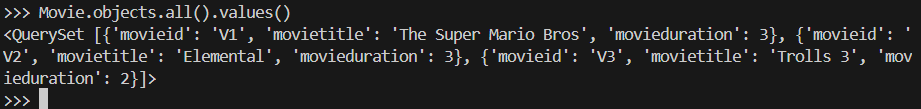 >>> Movie.objects.all().values()
<QuerySet [{'movieid': 'V1', 'movietitle': 'The Super Mario Bros', 'movieduration': 3}, {'movieid': '
V2', 'movietitle': 'Elemental', 'movieduration': 3}, {'movieid': 'V3', 'movietitle': 'Trolls 3', 'mov
ieduration': 2}]>
>>>